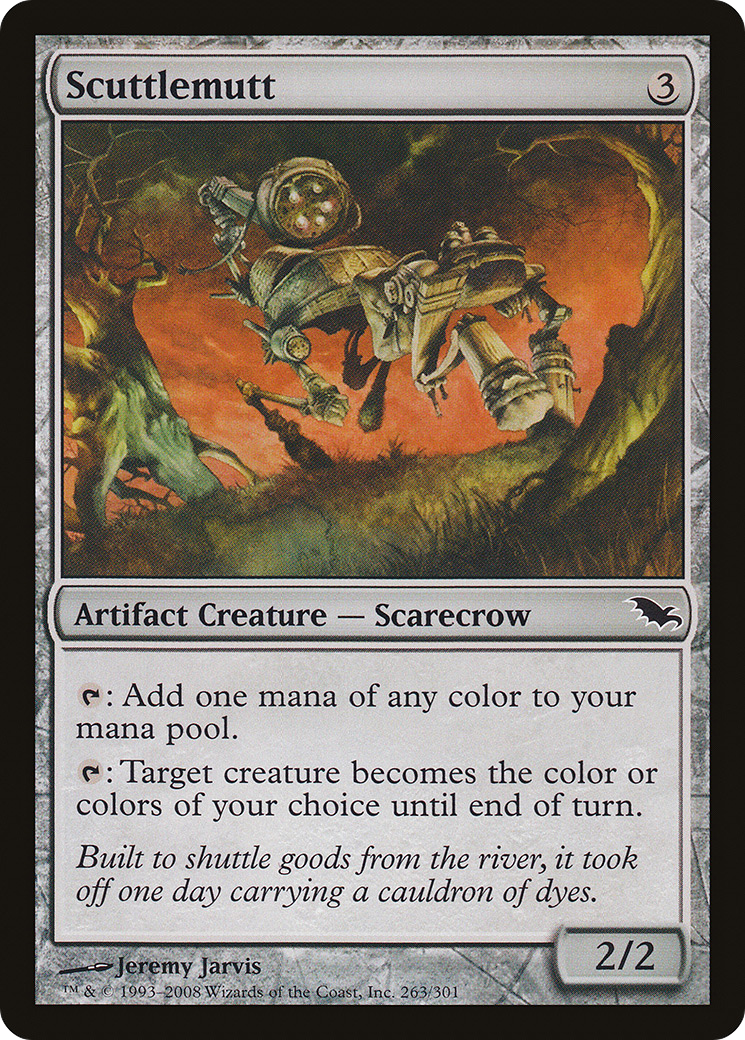 Scuttlemutt
3
Artifact Creature — Scarecrow
: Add one mana of any color to your
mana pool.
: Target creature becomes the color or
colors of your choice until end of turn.
Built to shuttle goods from the river, it took
off one day carrying a cauldron of dyes.
2/2
Jeremy Jarvis
™ & © 1993–2008 Wizards of the Coast, Inc. 263/301